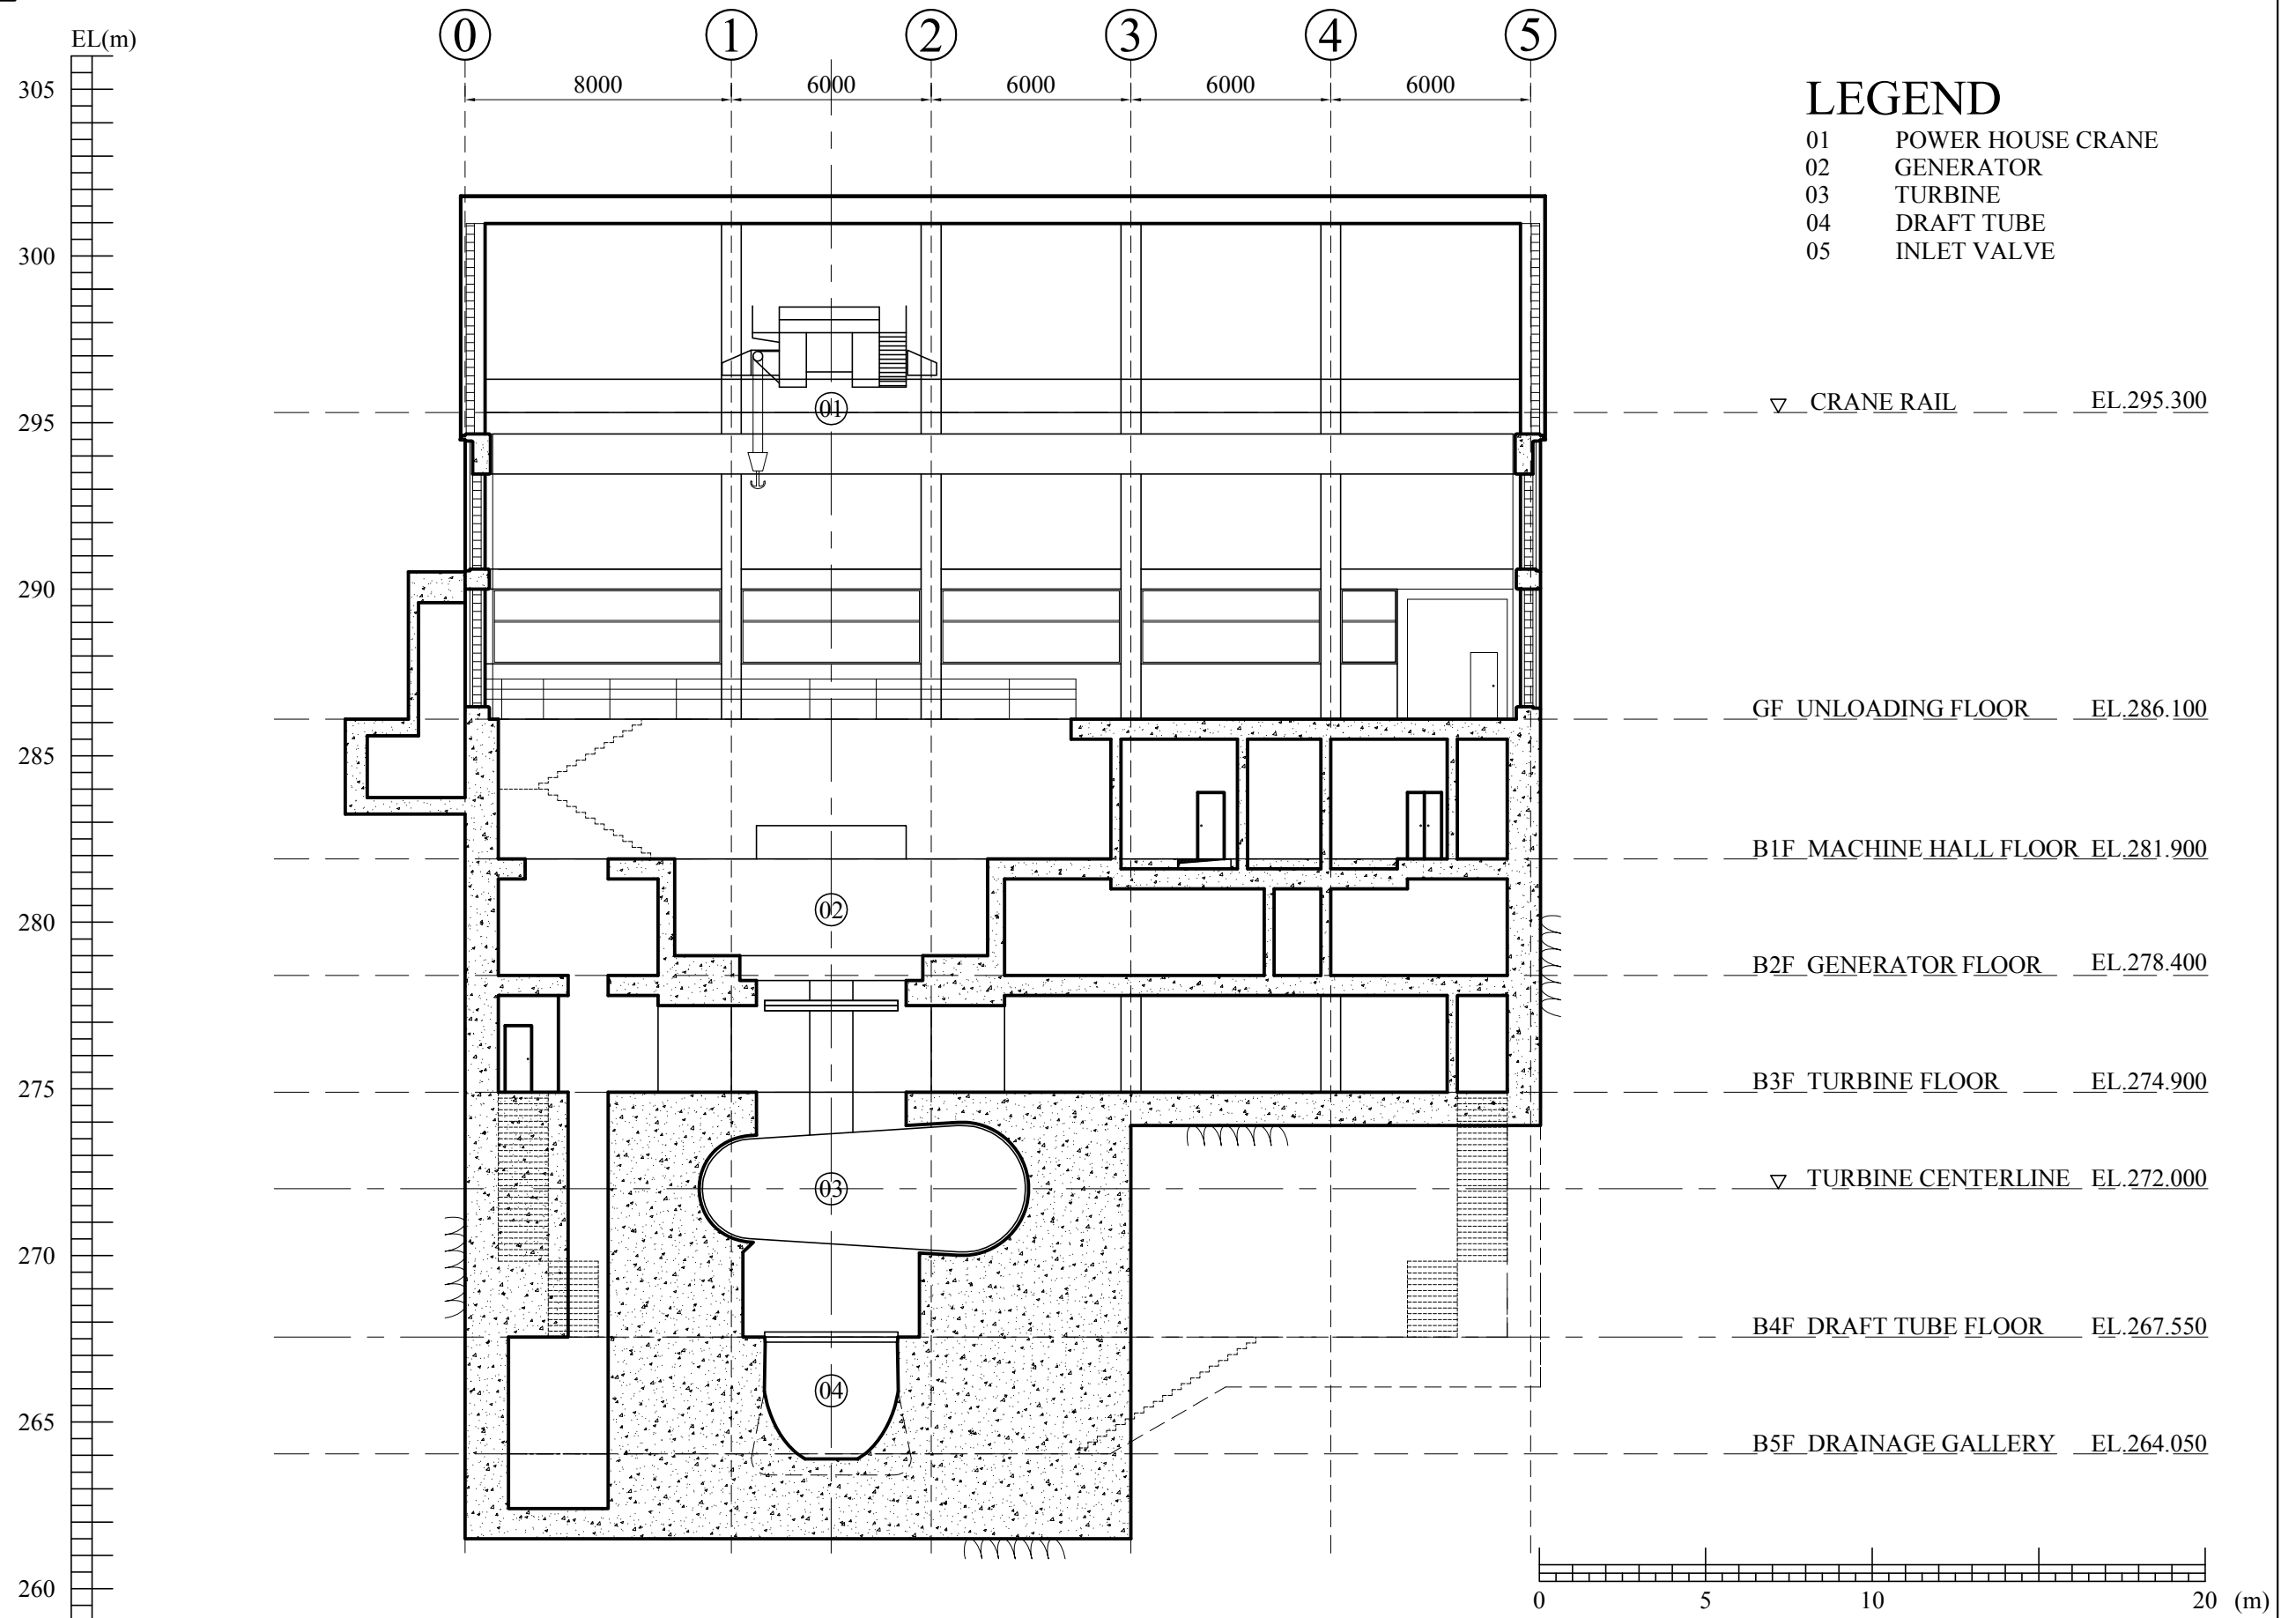 EL(m)
0 1 2 3 4 5
8000 6000 6000 6000 6000
LEGEND
01 POWER HOUSE CRANE
02 GENERATOR
03 TURBINE
04 DRAFT TUBE
05 INLET VALVE
305
300
295
290
285
280
275
270
265
260
01
02
03
04
CRANE RAIL EL.295.300
GF UNLOADING FLOOR EL.286.100
B1F MACHINE HALL FLOOR EL.281.900
B2F GENERATOR FLOOR EL.278.400
B3F TURBINE FLOOR EL.274.900
TURBINE CENTERLINE EL.272.000
B4F DRAFT TUBE FLOOR EL.267.550
B5F DRAINAGE GALLERY EL.264.050
0 5 10 20 (m)